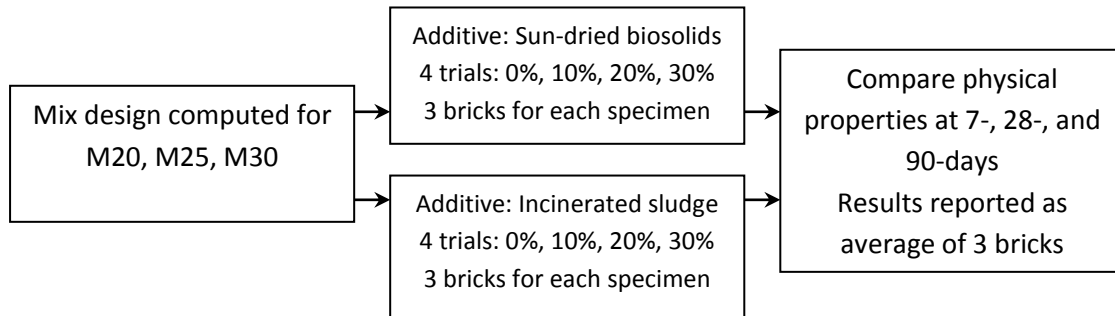 Mix design computed for
M20, M25, M30
Additive: Sun-dried biosolids
4 trials: 0%, 10%, 20%, 30%
3 bricks for each specimen
Additive: Incinerated sludge
4 trials: 0%, 10%, 20%, 30%
3 bricks for each specimen
Compare physical
properties at 7-, 28-, and
90-days
Results reported as
average of 3 bricks